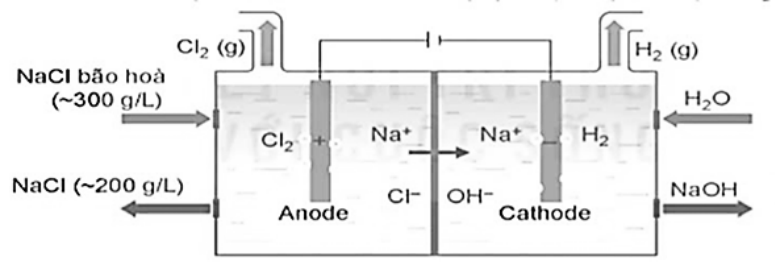 Cl₂ (g)
H₂ (g)
NaCl bão hoà
(~300 g/L)
H₂O
Cl₂
+
Na⁺
Na⁺
–
H₂
NaCl (~200 g/L)
Cl⁻
OH⁻
NaOH
Anode
Cathode